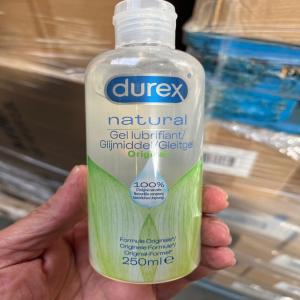 durex
natural
Gel lubrifiant/
Glijmiddel/Gleitgel
Original
100%
Formule Originale*/
Originele Formule*/
Original-Formel*
250ml e